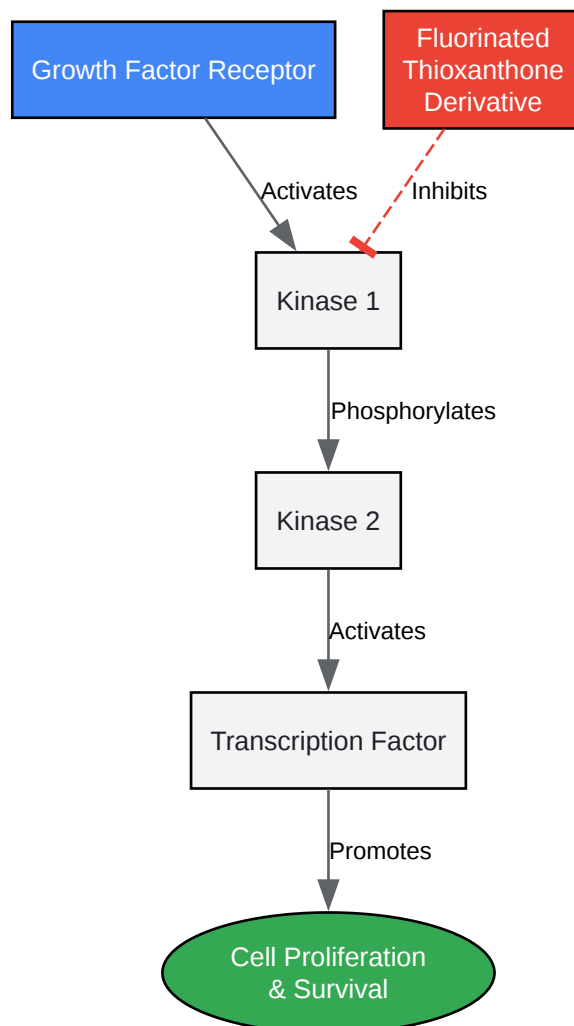 Growth Factor Receptor
Fluorinated
Thioxanthone
Derivative
Activates
Inhibits
Kinase 1
Phosphorylates
Kinase 2
Activates
Transcription Factor
Promotes
Cell Proliferation
& Survival